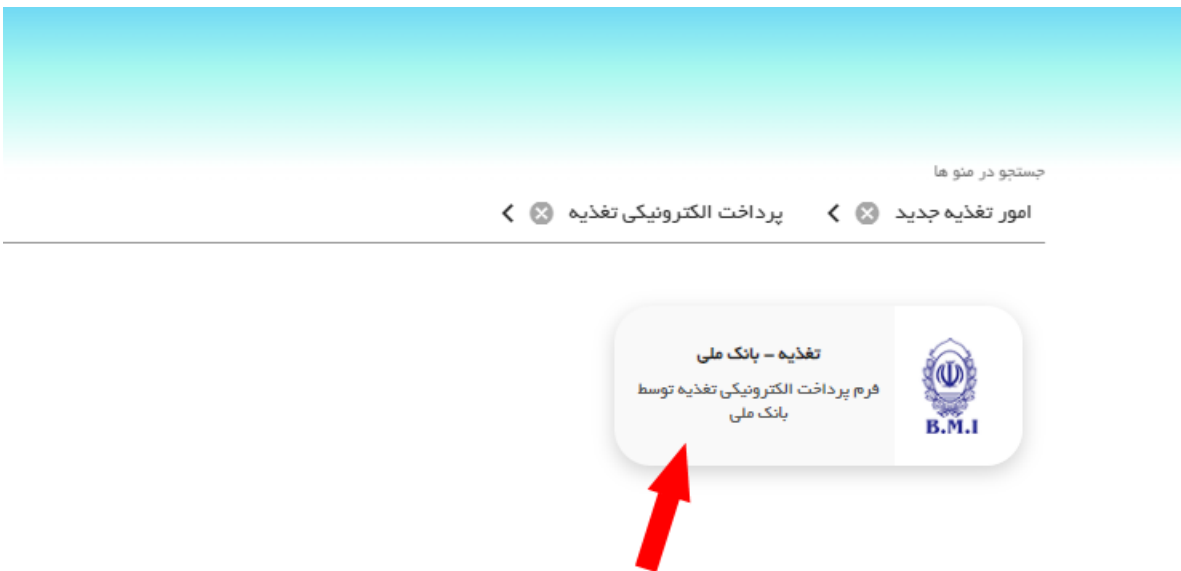 جستجو در منو ها
امور تغذیه جدید
پرداخت الکترونیکی تغذیه
تغذیه - بانک ملی
فرم پرداخت الکترونیکی تغذیه توسط
بانک ملی
B.M.I